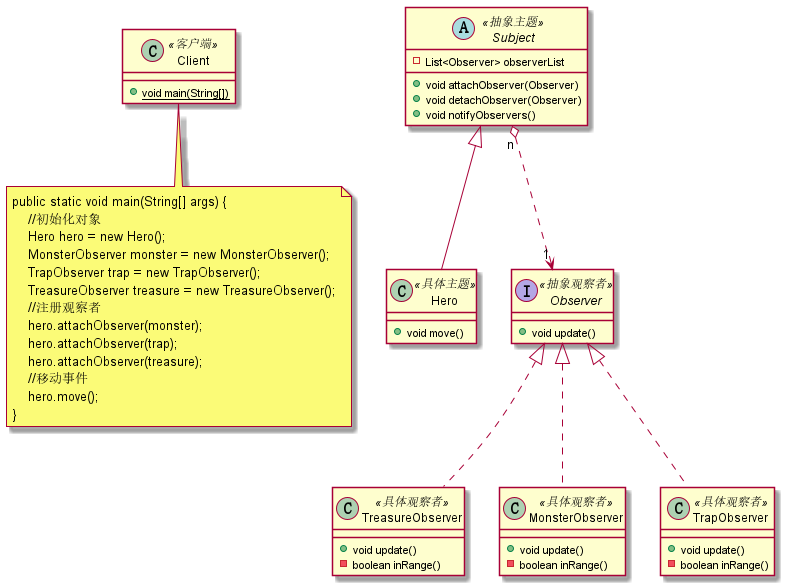 C «客户端»
Client
void main(String[])
public static void main(String[] args) {
//初始化对象
Hero hero = new Hero();
MonsterObserver monster = new MonsterObserver();
TrapObserver trap = new TrapObserver();
TreasureObserver treasure = new TreasureObserver();
//注册观察者
hero.attachObserver(monster);
hero.attachObserver(trap);
hero.attachObserver(treasure);
//移动事件
hero.move();
}
A «抽象主题»
Subject
List<Observer> observerList
void attachObserver(Observer)
void detachObserver(Observer)
void notifyObservers()
n
1
C «具体主题»
Hero
void move()
I «抽象观察者»
Observer
void update()
C «具体观察者»
TreasureObserver
void update()
boolean inRange()
C «具体观察者»
MonsterObserver
void update()
boolean inRange()
C «具体观察者»
TrapObserver
void update()
boolean inRange()